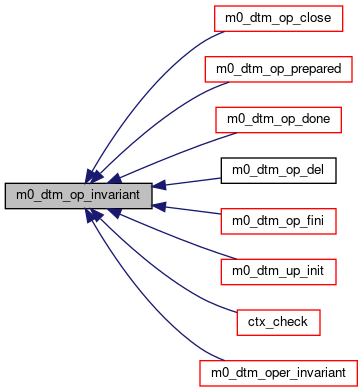 m0_dtm_op_close
m0_dtm_op_prepared
m0_dtm_op_done
m0_dtm_op_del
m0_dtm_op_invariant
m0_dtm_op_fini
m0_dtm_up_init
ctx_check
m0_dtm_oper_invariant